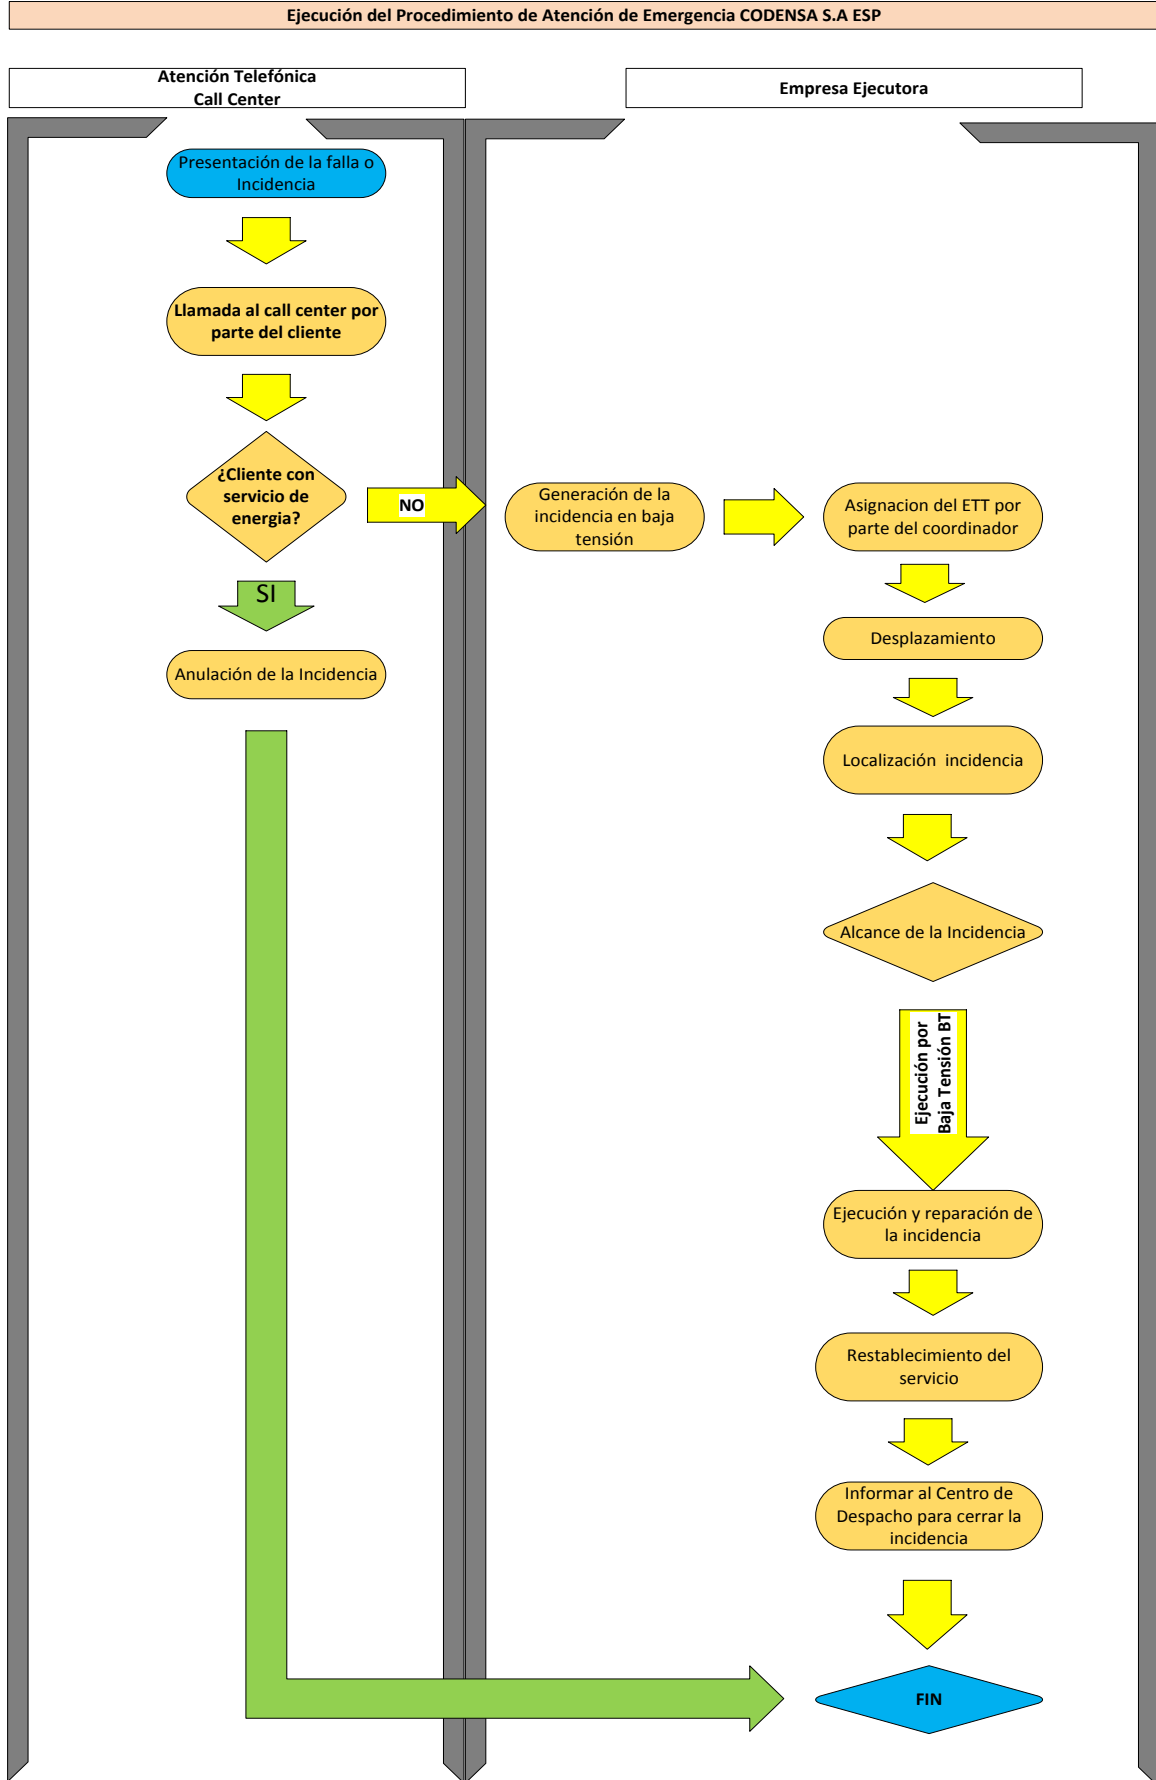 Ejecución del Procedimiento de Atención de Emergencia CODENSA S.A ESP
Atención Telefónica
Call Center
Empresa Ejecutora
Presentación de la falla o
Incidencia
Llamada al call center por
parte del cliente
¿Cliente con
servicio de
energia?
NO
Generación de la
incidencia en baja
tensión
Asignacion del ETT por
parte del coordinador
SI
Anulación de la Incidencia
Desplazamiento
Localización incidencia
Alcance de la Incidencia
Ejecución por
Baja Tensión BT
Ejecución y reparación de
la incidencia
Restablecimiento del
servicio
Informar al Centro de
Despacho para cerrar la
incidencia
FIN